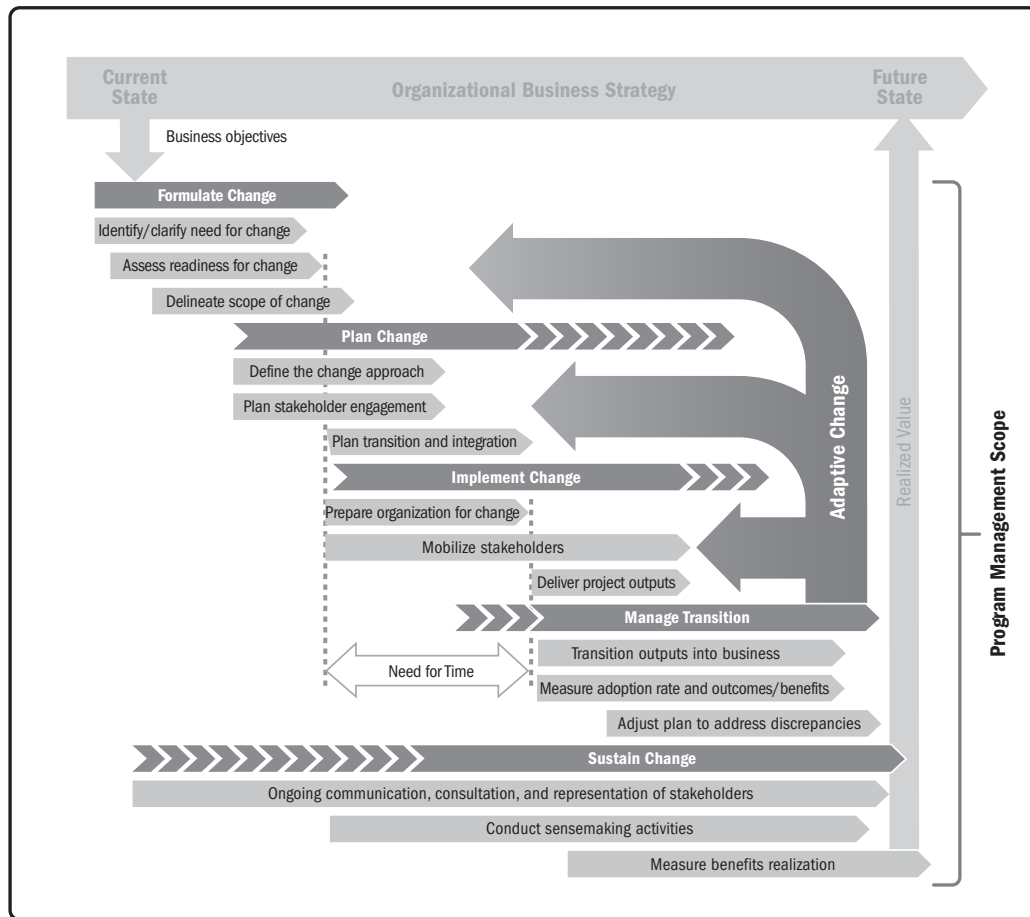 Current
State
Organizational Business Strategy
Future
State
Business objectives
Formulate Change
Identify/clarify need for change
Assess readiness for change
Delineate scope of change
Plan Change
Define the change approach
Plan stakeholder engagement
Plan transition and integration
Implement Change
Prepare organization for change
Mobilize stakeholders
Deliver project outputs
Manage Transition
Need for Time
Transition outputs into business
Measure adoption rate and outcomes/benefits
Adjust plan to address discrepancies
Sustain Change
Ongoing communication, consultation, and representation of stakeholders
Conduct sensemaking activities
Measure benefits realization
Adaptive Change
Realized Value
Program Management Scope